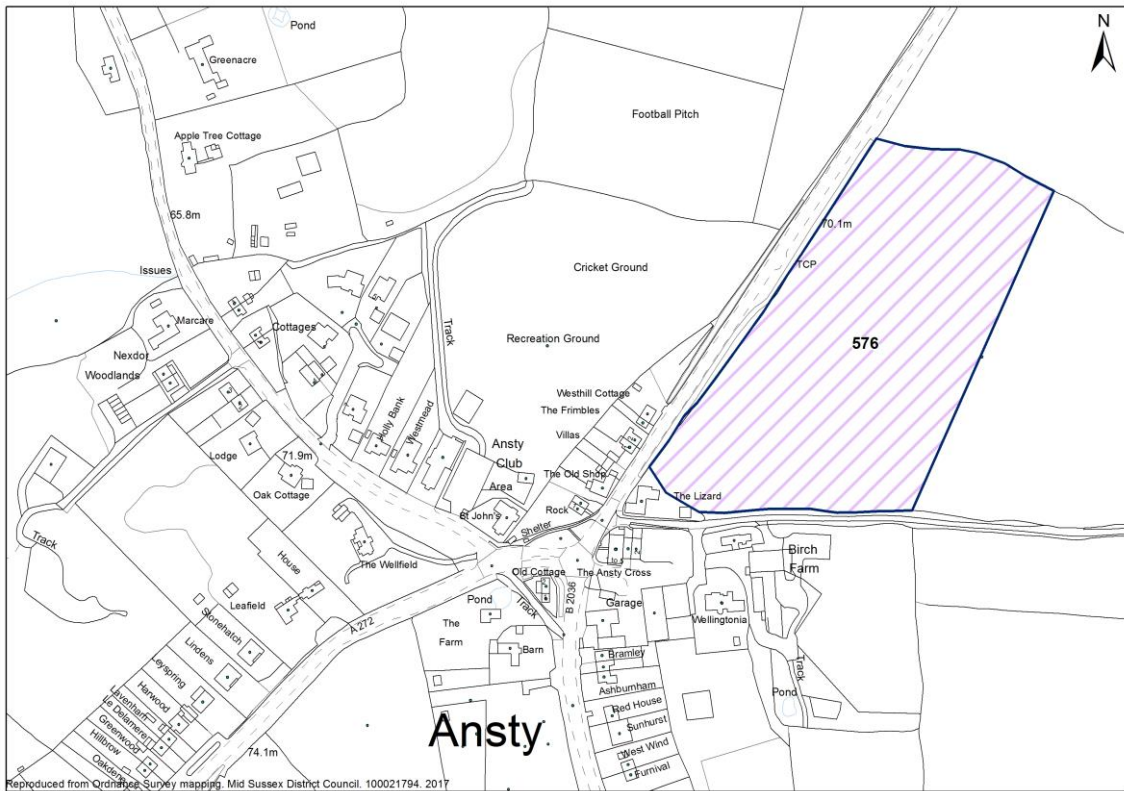 Pond
Greenacre
N
Football Pitch
Apple Tree Cottage
65.8m
70.1m
TCP
Cricket Ground
Issues
Marcare
Cottages
Track
Recreation Ground
576
Nexdor
Woodlands
Westhill Cottage
The Frimbles
Villas
Holly Bank
Westmead
Lodge
71.9m
Ansty
Club
Area
The Old Shop
Oak Cottage
The Lizard
St John's
Shelter
Rock
Track
House
The Wellfield
Old Cottage
The Ansty Cross
Birch
Farm
Leafield
Pond
Track
B 2036
Garage
Wellingtonia
Stonehatch
A 272
The
Farm
Barn
Bramley
Lindens
Leyspring
Harwood
Lavenham
Le Delamere
Greenwood
Hillbrow
Oakdene
Ashburnham
Red House
Sunhurst
West Wind
Furnival
Track
Pond
Ansty
74.1m
Reproduced from Ordnance Survey mapping. Mid Sussex District Council. 100021794. 2017